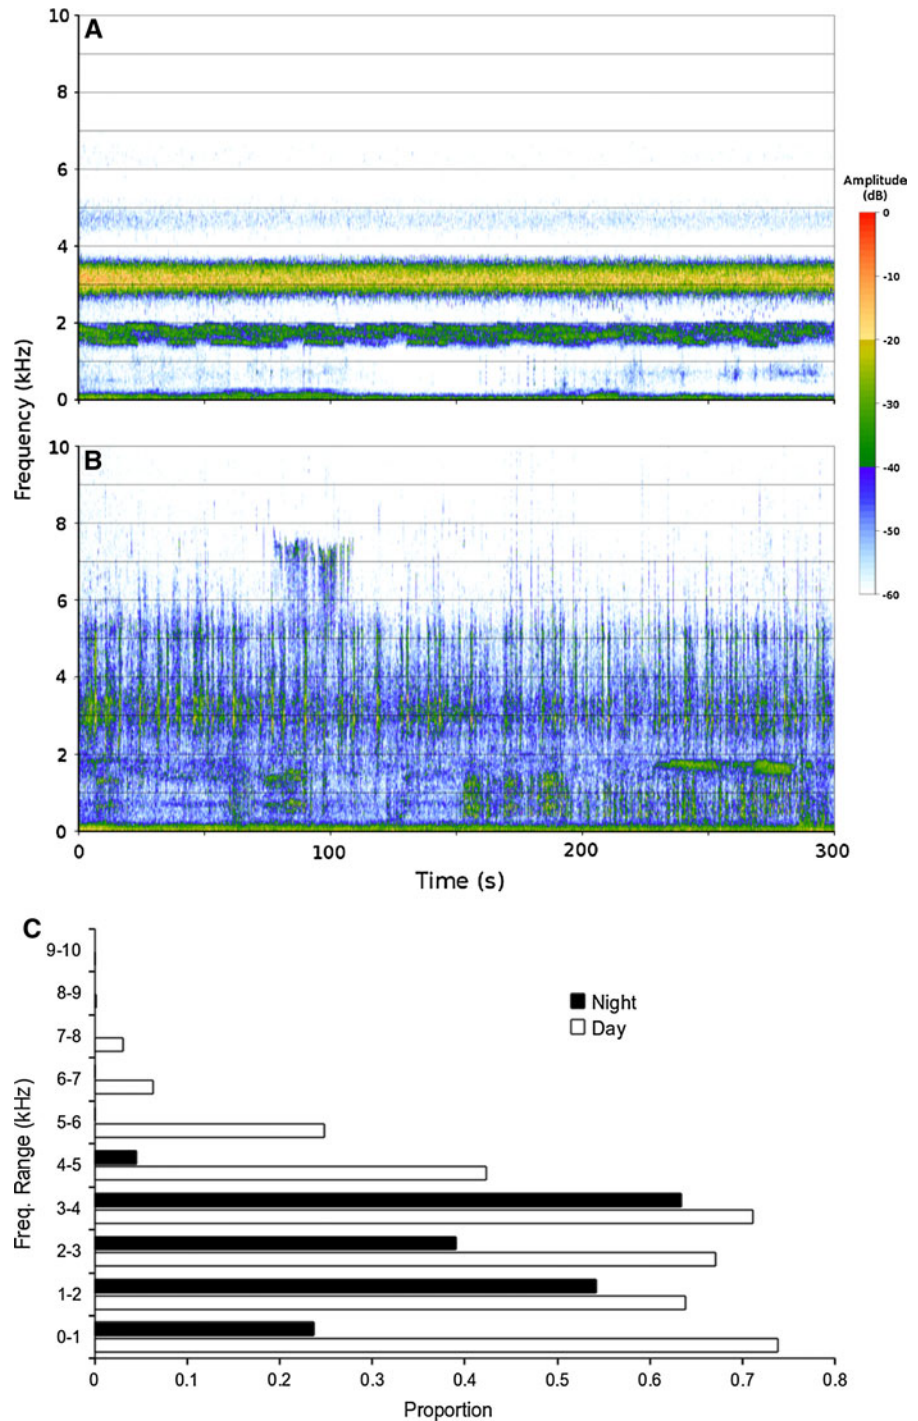 A
10
8
6
4
2
0
Frequency (kHz)
Amplitude
(dB)
0
-10
-20
-30
-40
-50
-60
B
10
8
6
4
2
0
0 100 200 300
Time (s)
C
Freq. Range (kHz)
9-10
8-9
7-8
6-7
5-6
4-5
3-4
2-3
1-2
0-1
Night
Day
0 0.1 0.2 0.3 0.4 0.5 0.6 0.7 0.8
Proportion